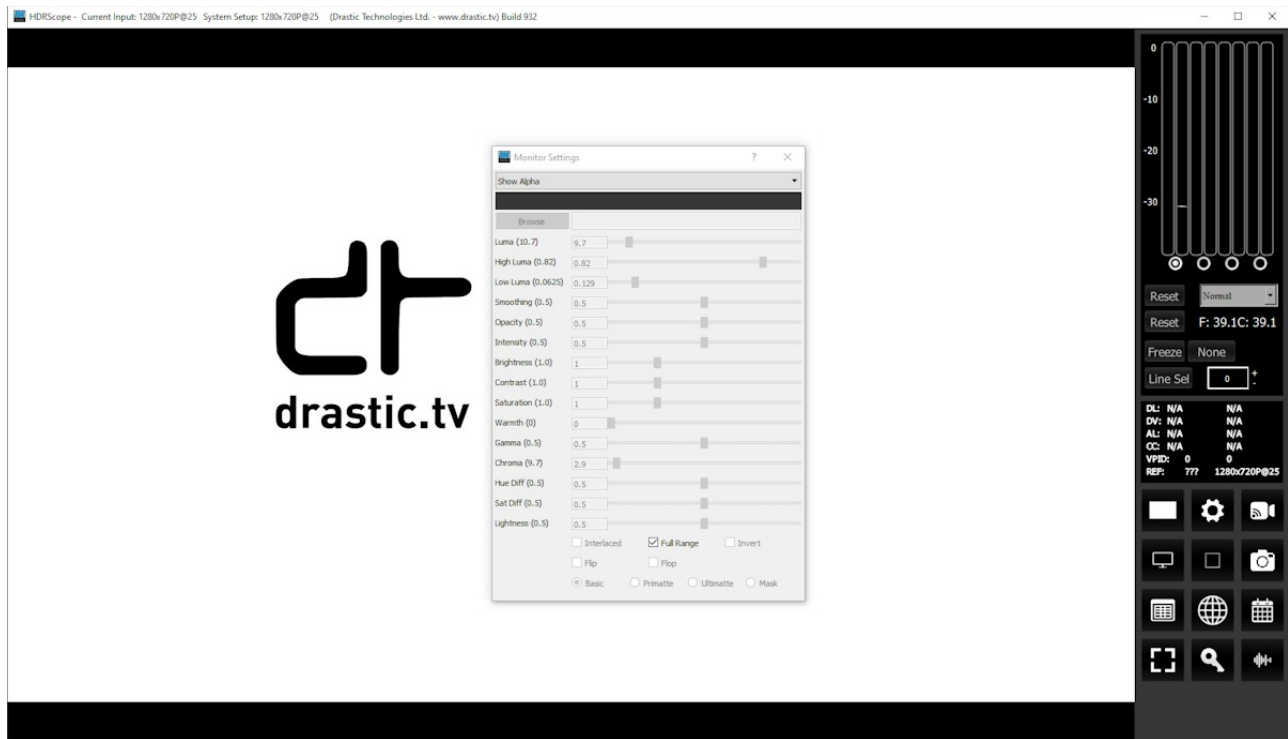 HDRScope - Current Input: 1280x720P@25 System Setup: 1280x720P@25 (Drastic Technologies Ltd. - www.drastic.tv) Build 932
drastic.tv
Monitor Settings ?
Show Alpha
Browse
Luma (10.7) 9.7
High Luma (0.82) 0.82
Low Luma (0.0625) 0.129
Smoothing (0.5) 0.5
Opacity (0.5) 0.5
Intensity (0.5) 0.5
Brightness (1.0) 1
Contrast (1.0) 1
Saturation (1.0) 1
Warmth (0) 0
Gamma (0.5) 0.5
Chroma (9.7) 2.9
Hue Diff (0.5) 0.5
Sat Diff (0.5) 0.5
Lightness (0.5) 0.5
Interlaced Full Range Invert
Flip Flop
Basic Primatte Ultimatte Mask
0
-10
-20
-30
Reset Normal
Reset F: 39.1C: 39.1
Freeze None
Line Sel 0 + -
DL: N/A N/A
DV: N/A N/A
AL: N/A N/A
CC: N/A N/A
VPID: 0 0
REF: ??? 1280x720P@25